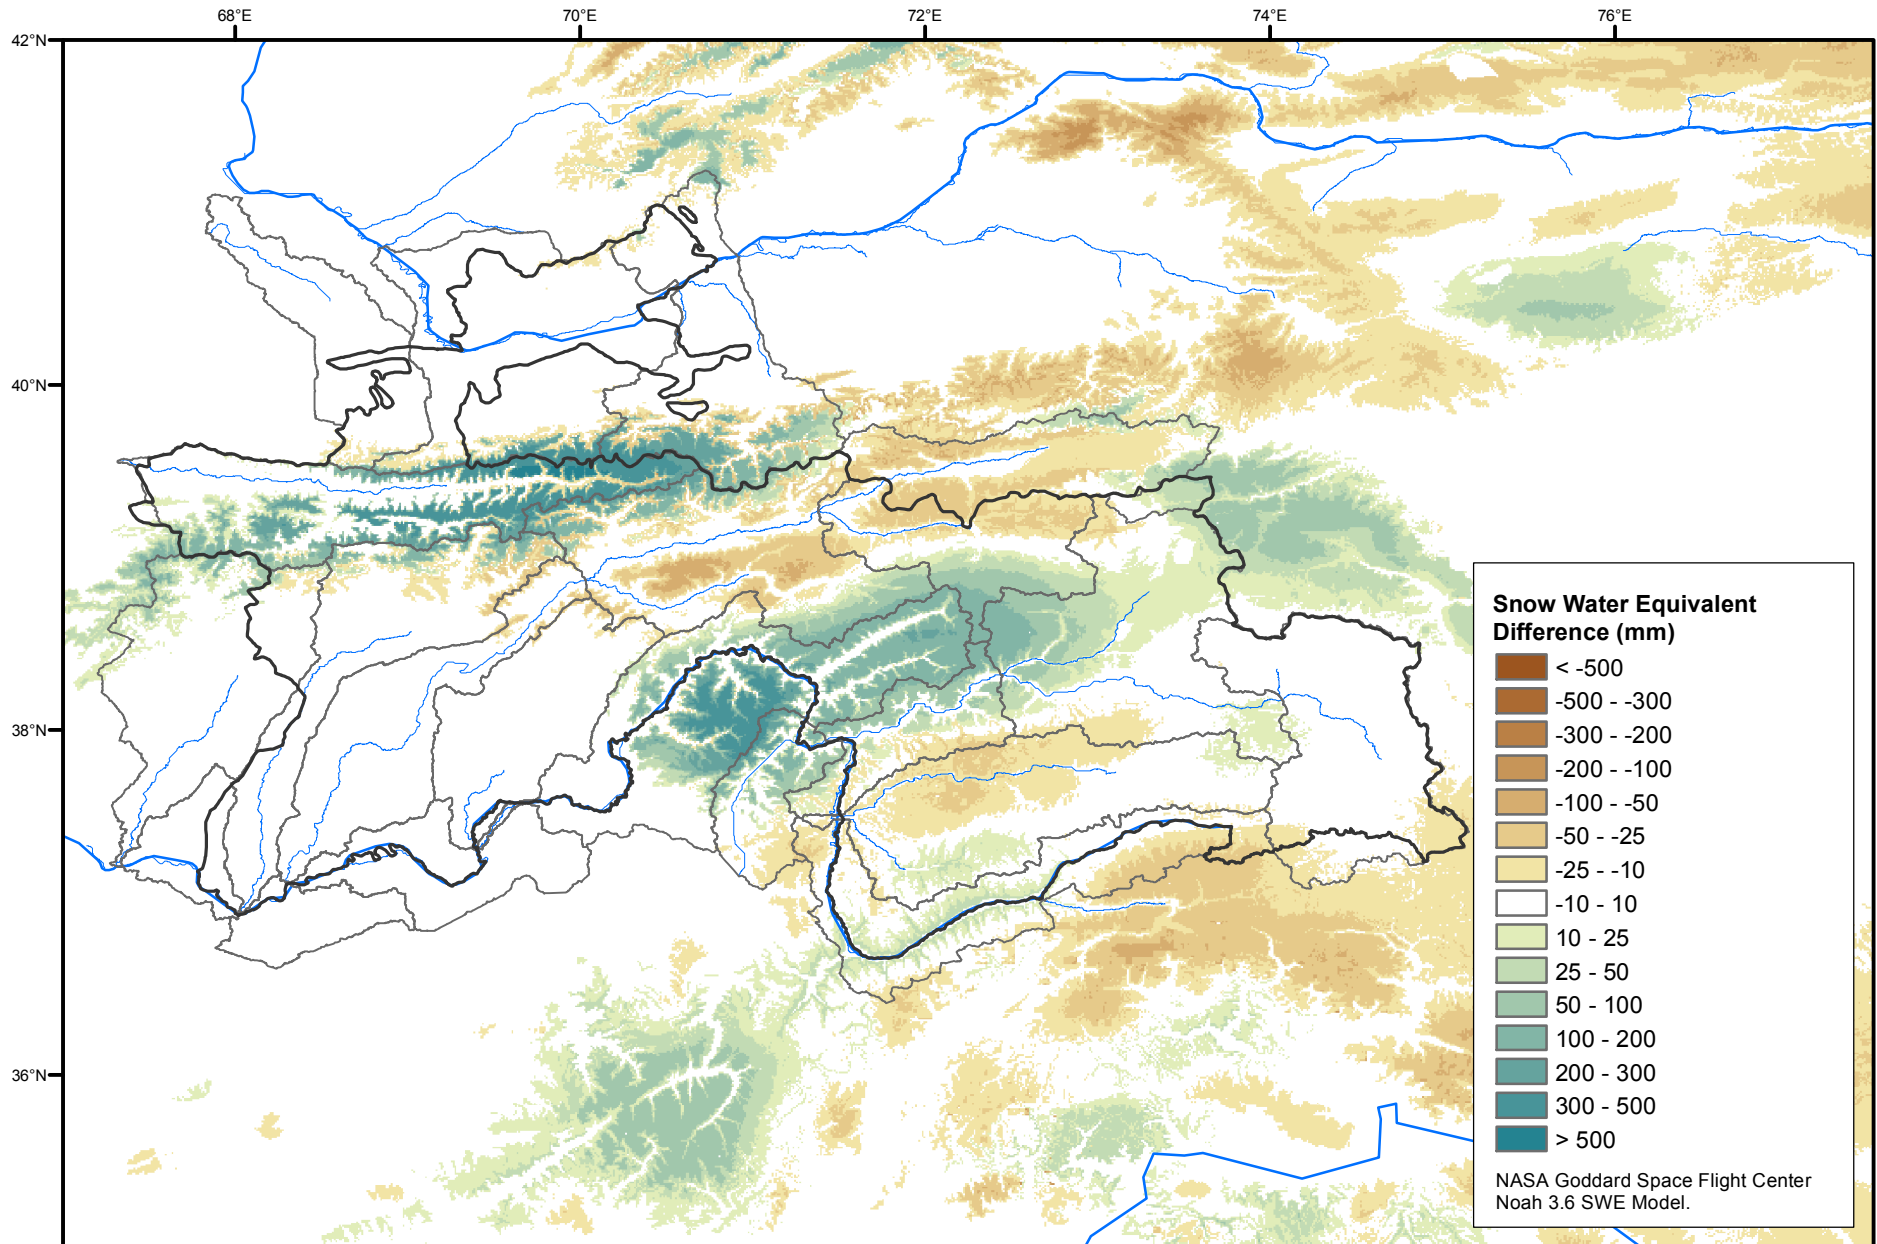 68°E
70°E
72°E
74°E
76°E
42°N
40°N
38°N
36°N
Snow Water Equivalent
Difference (mm)
< -500
-500 - -300
-300 - -200
-200 - -100
-100 - -50
-50 - -25
-25 - -10
-10 - 10
10 - 25
25 - 50
50 - 100
100 - 200
200 - 300
300 - 500
> 500
NASA Goddard Space Flight Center
Noah 3.6 SWE Model.